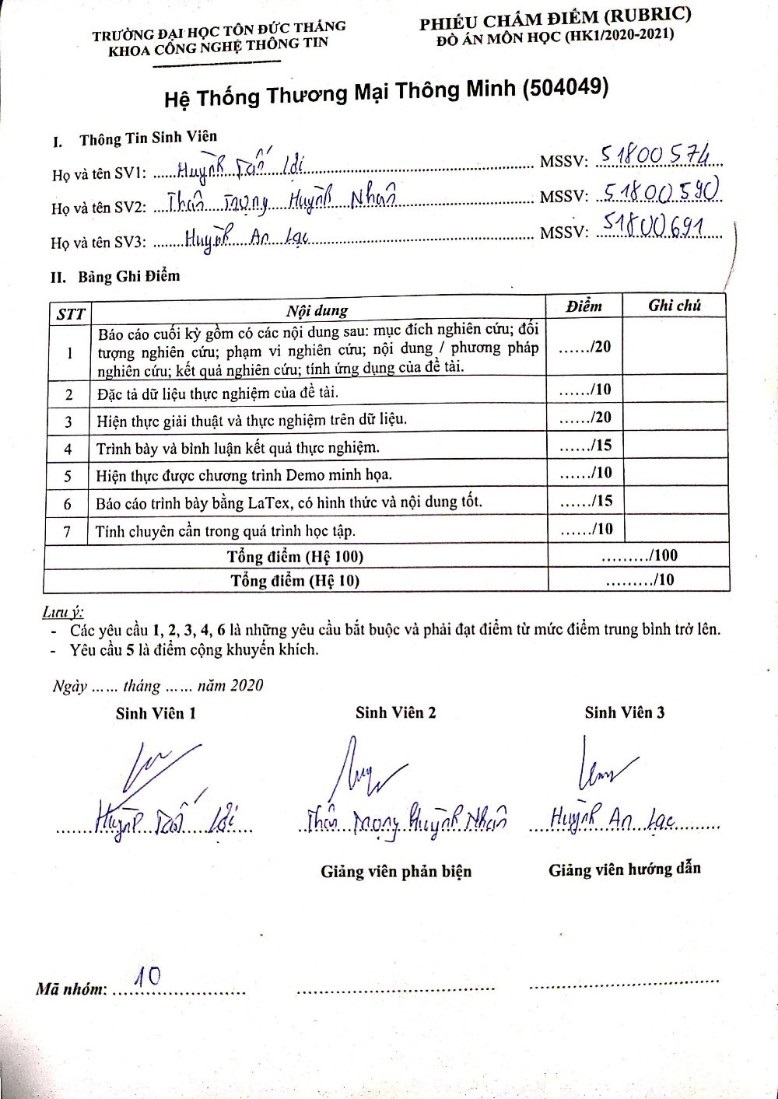 TRƯỜNG ĐẠI HỌC TÔN ĐỨC THẮNG
KHOA CÔNG NGHỆ THÔNG TIN
PHIẾU CHẤM ĐIỂM (RUBRIC)
ĐỒ ÁN MÔN HỌC (HK1/2020-2021)
Hệ Thống Thương Mại Thông Minh (504049)
I. Thông Tin Sinh Viên
Họ và tên SV1: Huỳnh Tấn Lợi MSSV: 51800574
Họ và tên SV2: Thân Trọng Huỳnh Nhân MSSV: 51800590
Họ và tên SV3: Huỳnh An Lạc MSSV: 51800691
II. Bảng Ghi Điểm
STT Nội dung Điểm Ghi chú
1 Báo cáo cuối kỳ gồm có các nội dung sau: mục đích nghiên cứu; đối
tượng nghiên cứu; phạm vi nghiên cứu; nội dung / phương pháp ....../20
nghiên cứu; kết quả nghiên cứu; tính ứng dụng của đề tài.
2 Đặc tả dữ liệu thực nghiệm của đề tài. ....../10
3 Hiện thực giải thuật và thực nghiệm trên dữ liệu. ....../20
4 Trình bày và bình luận kết quả thực nghiệm. ....../15
5 Hiện thực được chương trình Demo minh họa. ....../10
6 Báo cáo trình bày bằng LaTex, có hình thức và nội dung tốt. ....../15
7 Tính chuyên cần trong quá trình học tập. ....../10
Tổng điểm (Hệ 100) ........./100
Tổng điểm (Hệ 10) ........./10
Lưu ý:
- Các yêu cầu 1, 2, 3, 4, 6 là những yêu cầu bắt buộc và phải đạt điểm từ mức điểm trung bình trở lên.
- Yêu cầu 5 là điểm cộng khuyến khích.
Ngày ...... tháng ...... năm 2020
Sinh Viên 1 Sinh Viên 2 Sinh Viên 3
Huỳnh Tấn Lợi Thân Trọng Huỳnh Nhân Huỳnh An Lạc
Giảng viên phản biện Giảng viên hướng dẫn
Mã nhóm: 10